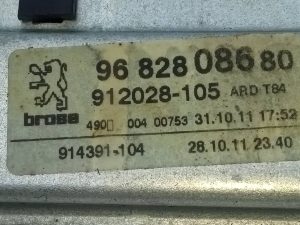 96 828 086 80
912028-105 ARD T84
brose
490 004 00753 31.10.11 17:52
914391-104 28.10.11 23.40